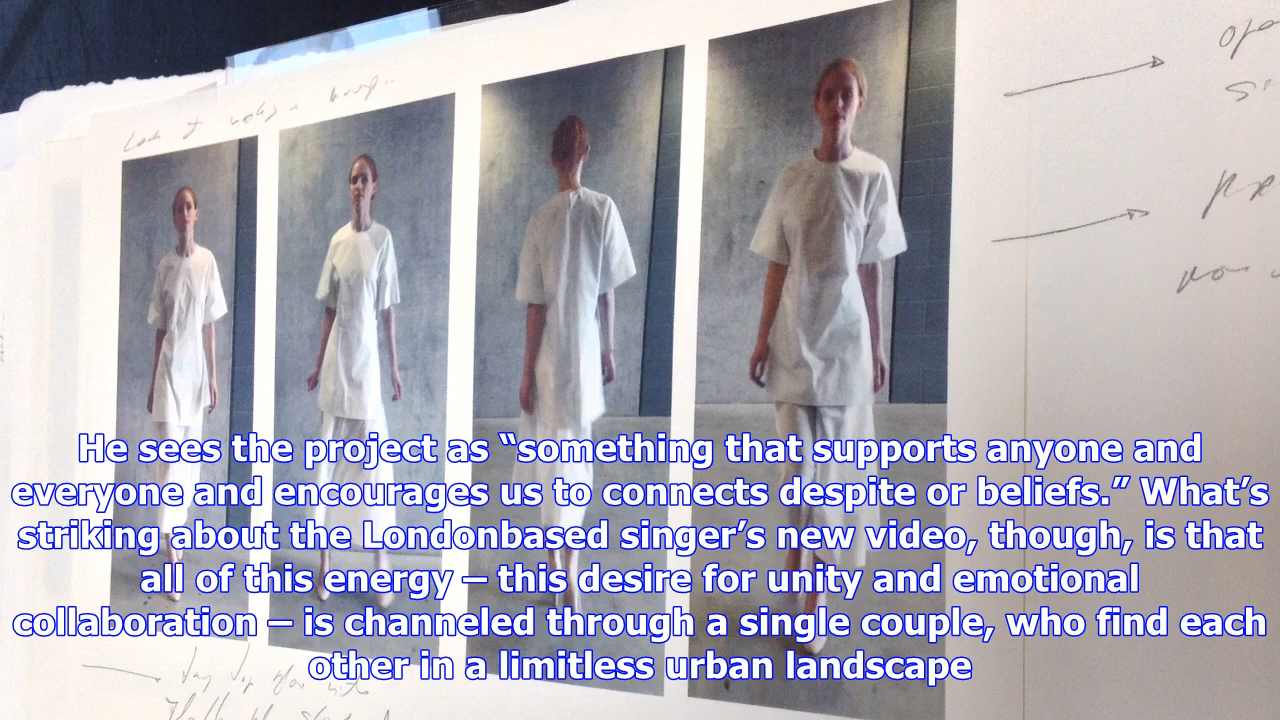 He sees the project as “something that supports anyone and
everyone and encourages us to connects despite or beliefs.” What’s
striking about the Londonbased singer’s new video, though, is that
all of this energy – this desire for unity and emotional
collaboration – is channeled through a single couple, who find each
other in a limitless urban landscape